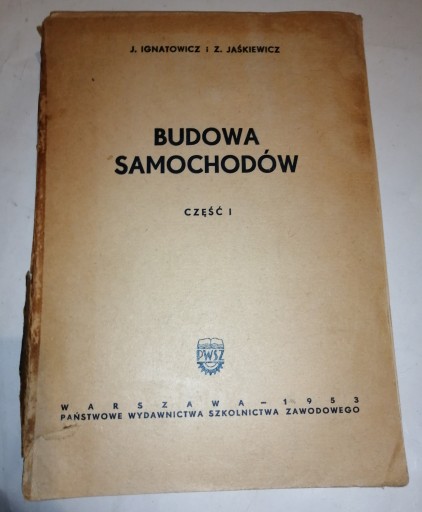 J. IGNATOWICZ i Z. JAŚKIEWICZ
BUDOWA
SAMOCHODÓW
CZĘŚĆ I
PWSZ
WARSZAWA – 1953
PAŃSTWOWE WYDAWNICTWA SZKOLNICTWA ZAWODOWEGO